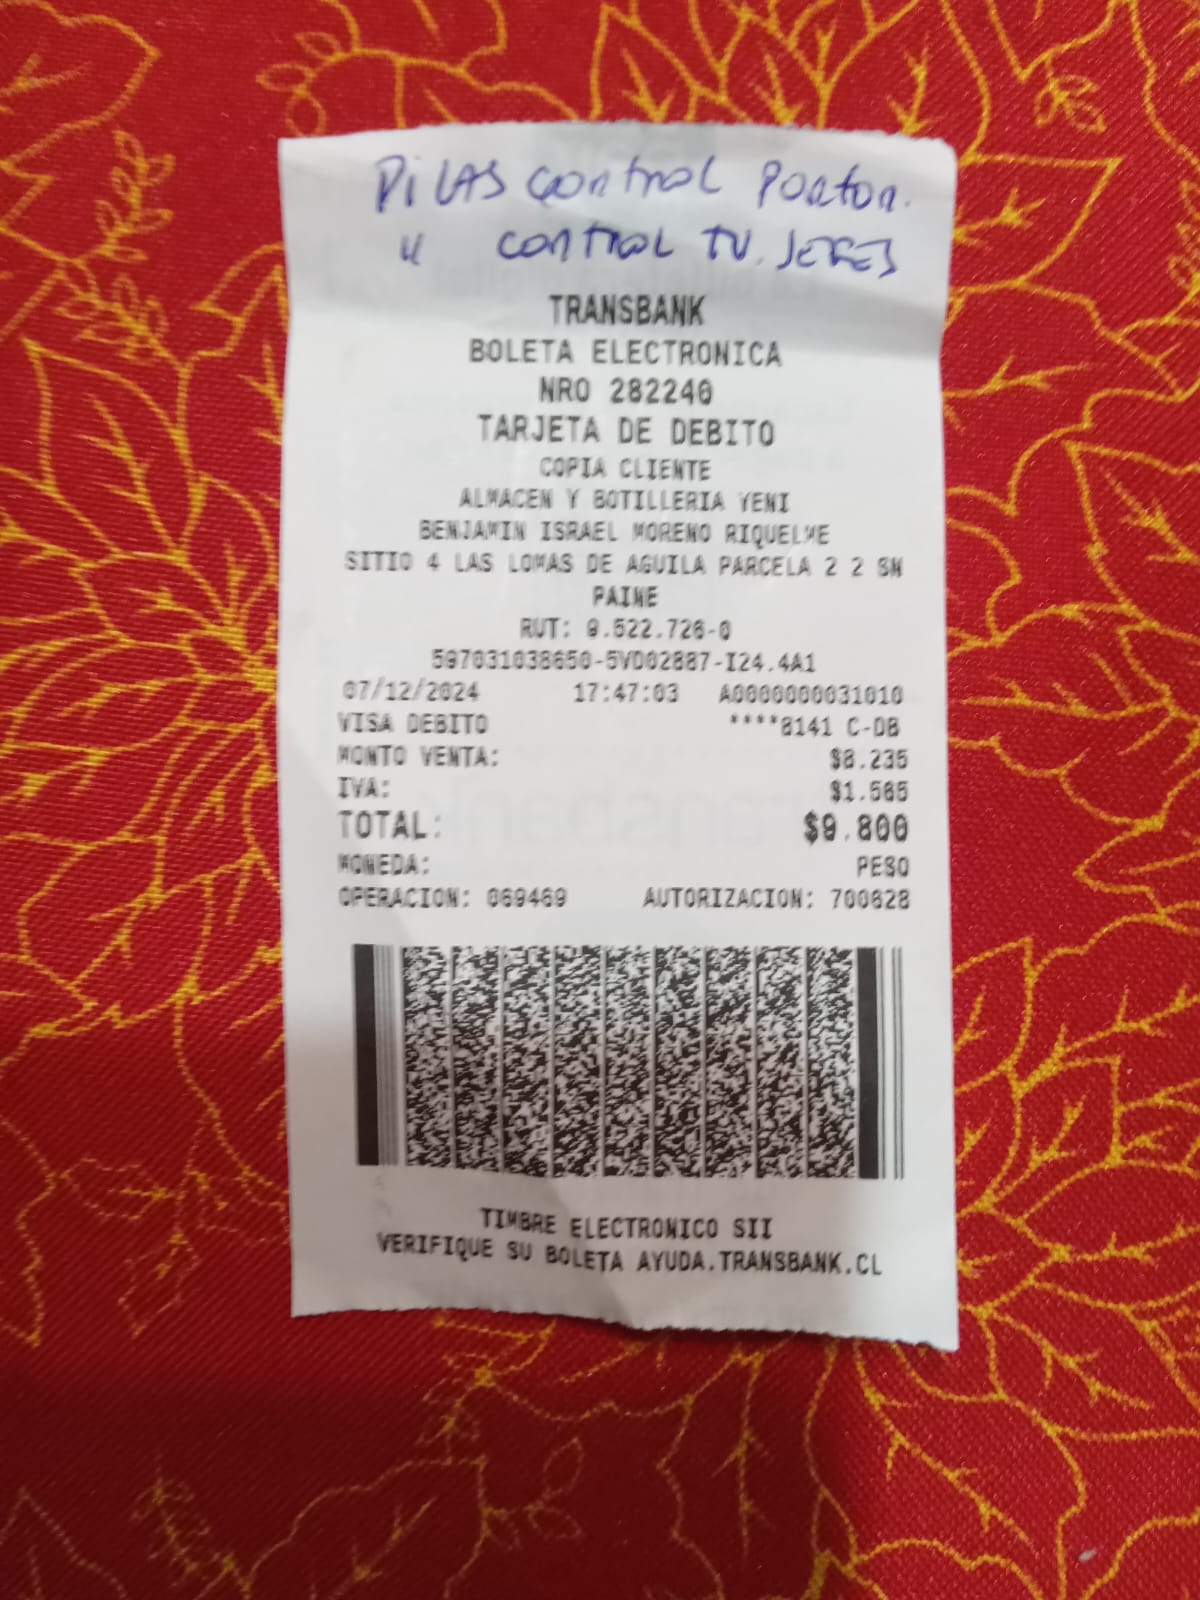 PILAS CONTROL PORTON.
" CONTROL TV. JEFES
TRANSBANK
BOLETA ELECTRONICA
NRO 282240
TARJETA DE DEBITO
COPIA CLIENTE
ALMACEN Y BOTILLERIA YENI
BENJAMIN ISRAEL MORENO RIQUELME
SITIO 4 LAS LOMAS DE AGUILA PARCELA 2 2 SN
PAINE
RUT: 9.522.726-0
597031038650-5VD02887-I24.4A1
07/12/2024 17:47:03 A0000000031010
VISA DEBITO ****8141 C-DB
MONTO VENTA: $8.235
IVA: $1.565
TOTAL: $9.800
MONEDA: PESO
OPERACION: 069469 AUTORIZACION: 700628
TIMBRE ELECTRONICO SII
VERIFIQUE SU BOLETA AYUDA.TRANSBANK.CL